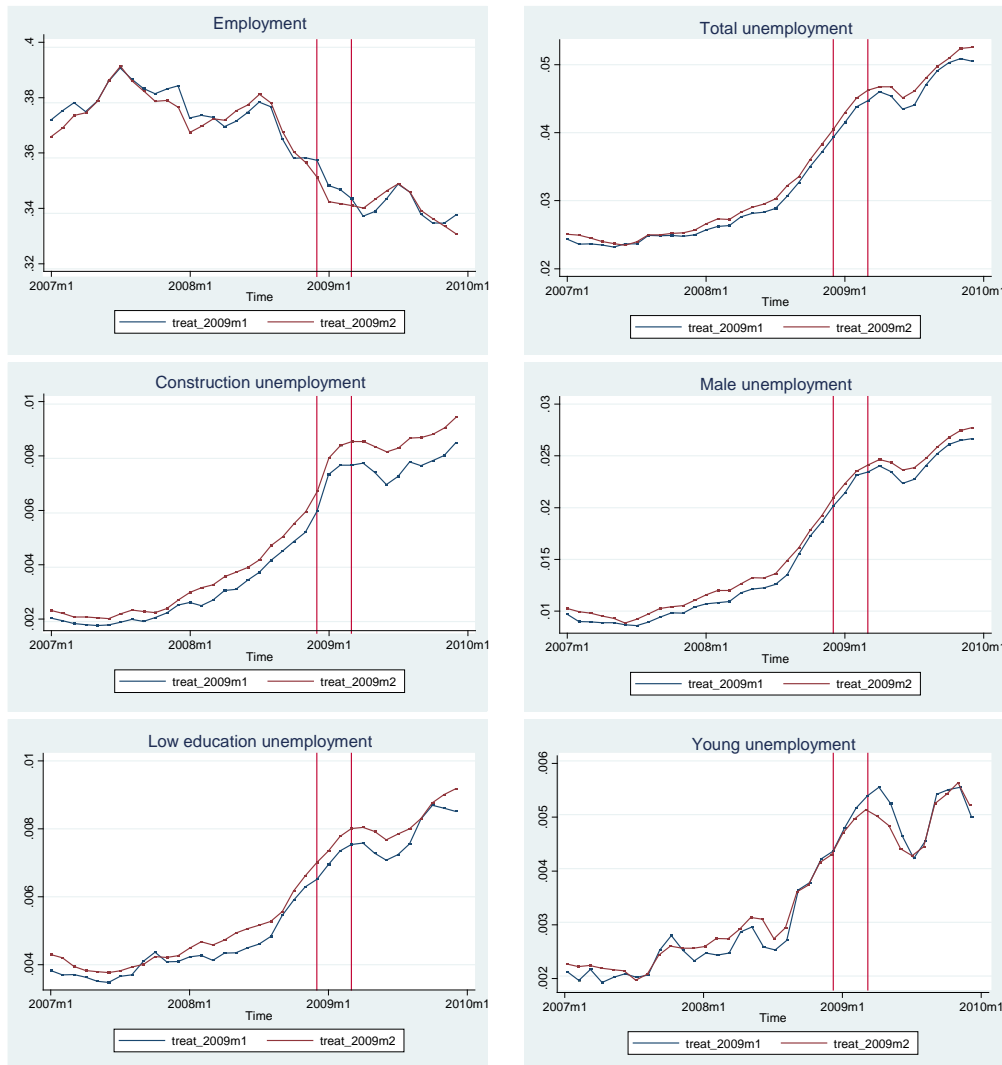 Employment
.4
.38
.36
.34
.32
2007m1 2008m1 2009m1 2010m1
Time
treat_2009m1 treat_2009m2
Total unemployment
.05
.04
.03
.02
2007m1 2008m1 2009m1 2010m1
Time
treat_2009m1 treat_2009m2
Construction unemployment
.01
.008
.006
.004
.002
2007m1 2008m1 2009m1 2010m1
Time
treat_2009m1 treat_2009m2
Male unemployment
.03
.025
.02
.015
.01
2007m1 2008m1 2009m1 2010m1
Time
treat_2009m1 treat_2009m2
Low education unemployment
.01
.008
.006
.004
2007m1 2008m1 2009m1 2010m1
Time
treat_2009m1 treat_2009m2
Young unemployment
.006
.005
.004
.003
.002
2007m1 2008m1 2009m1 2010m1
Time
treat_2009m1 treat_2009m2